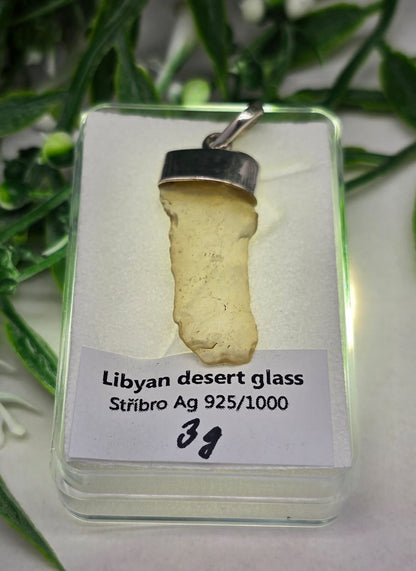 Libyan desert glass
Stříbro Ag 925/1000
3g